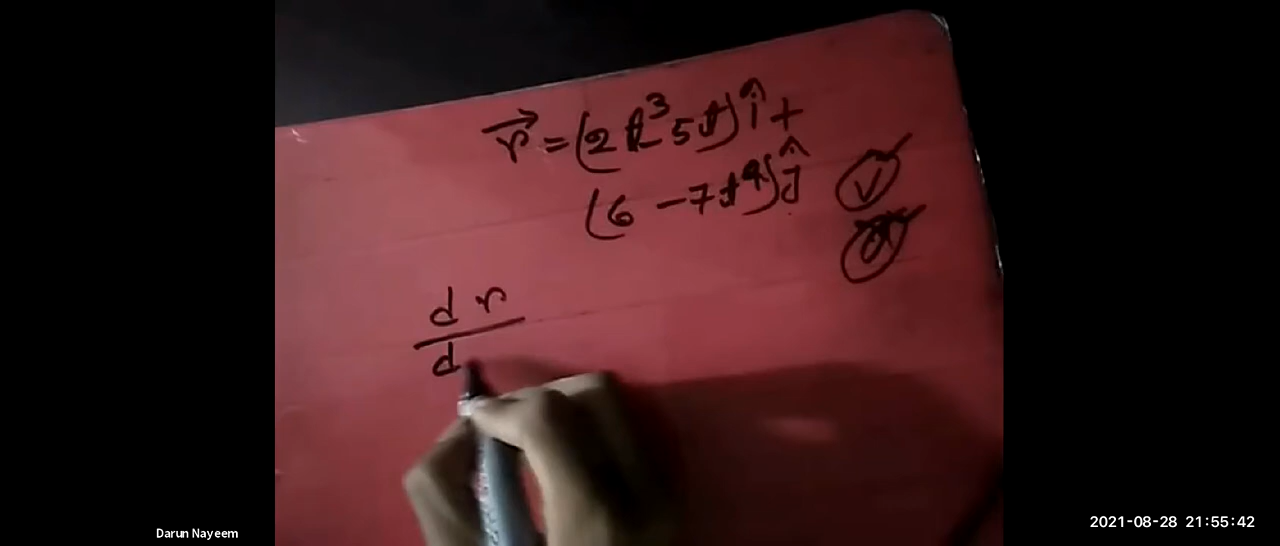 r⃗ = (2t³ 5t) î +
(6 - 7t⁴) ĵ
v
a
dr
d
Darun Nayeem
2021-08-28 21:55:42